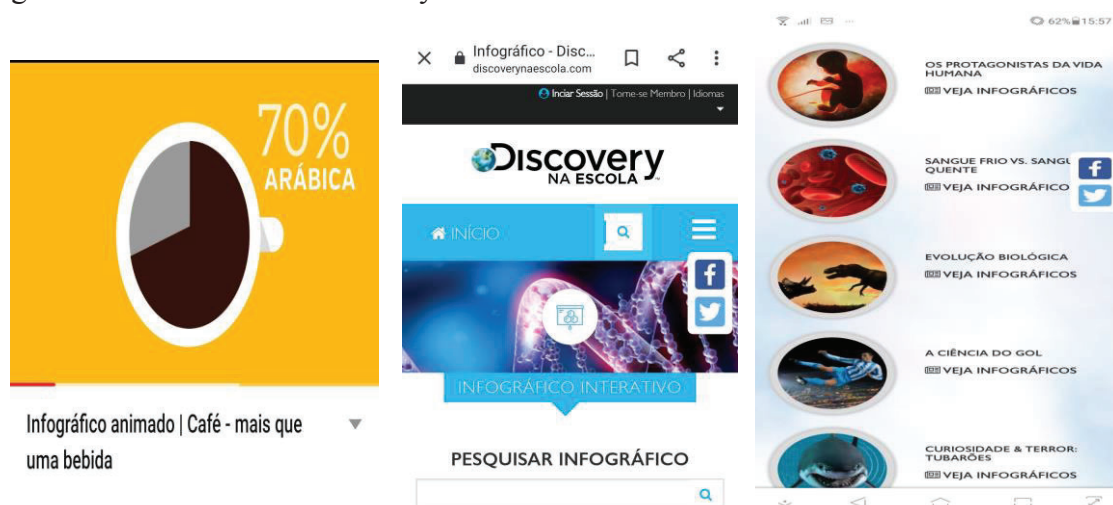 70%
ARÁBICA
Infográfico animado | Café - mais que
uma bebida
Infográfico - Disc...
discoverynaescola.com
Inciar Sessão | Torne-se Membro | Idiomas
Discovery
NA ESCOLA
INÍCIO
INFOGRÁFICO INTERATIVO
PESQUISAR INFOGRÁFICO
62% 15:57
OS PROTAGONISTAS DA VIDA
HUMANA
VEJA INFOGRÁFICOS
SANGUE FRIO VS.
QUENTE
VEJA INFOGRÁFICO
EVOLUÇÃO BIOLÓGICA
VEJA INFOGRÁFICOS
A CIÊNCIA DO GOL
VEJA INFOGRÁFICOS
CURIOSIDADE & TERROR:
TUBARÕES
VEJA INFOGRÁFICOS